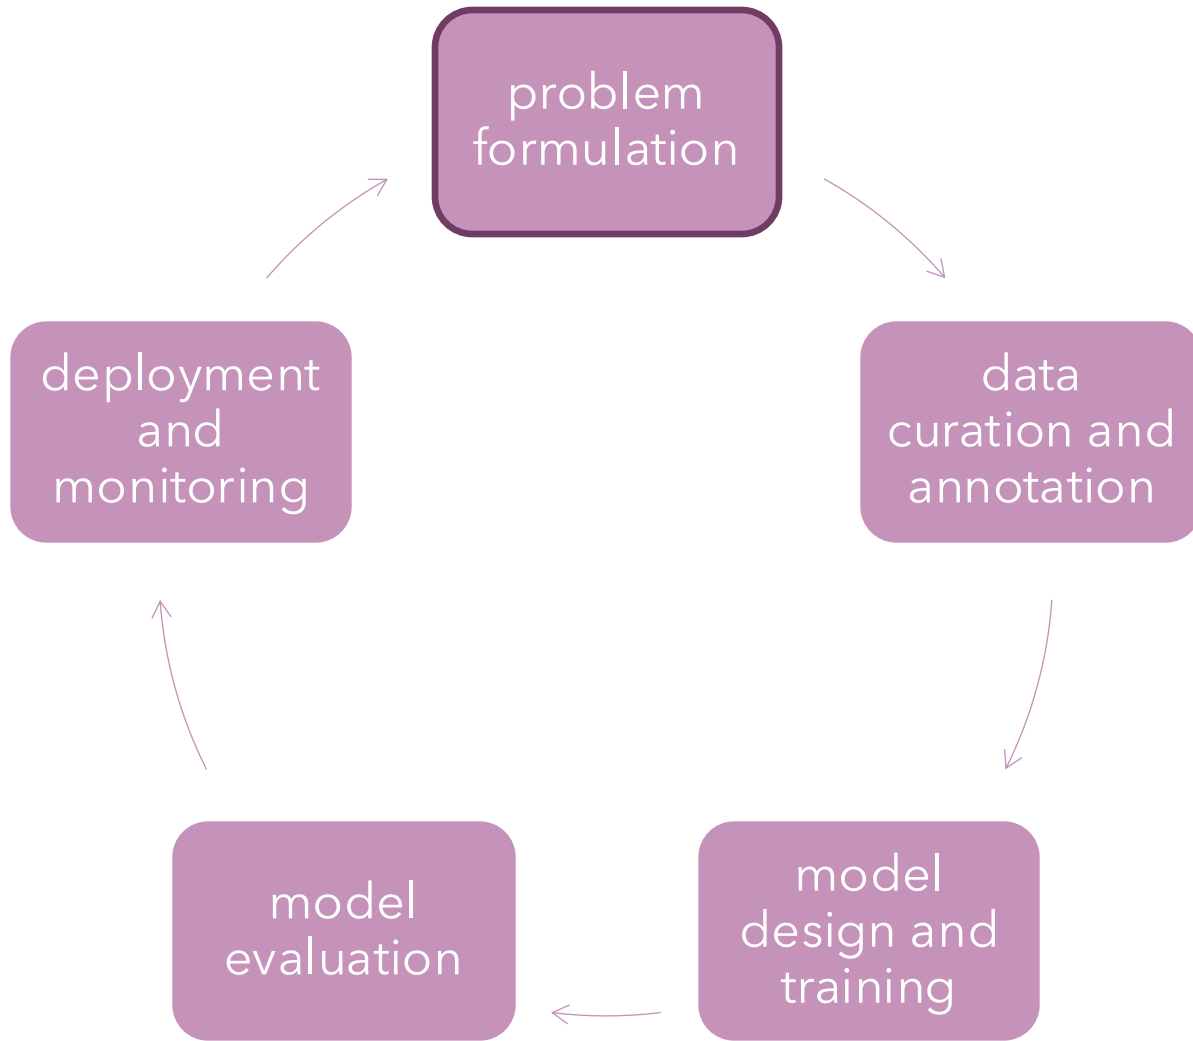 problem
formulation
data
curation and
annotation
model
design and
training
model
evaluation
deployment
and
monitoring